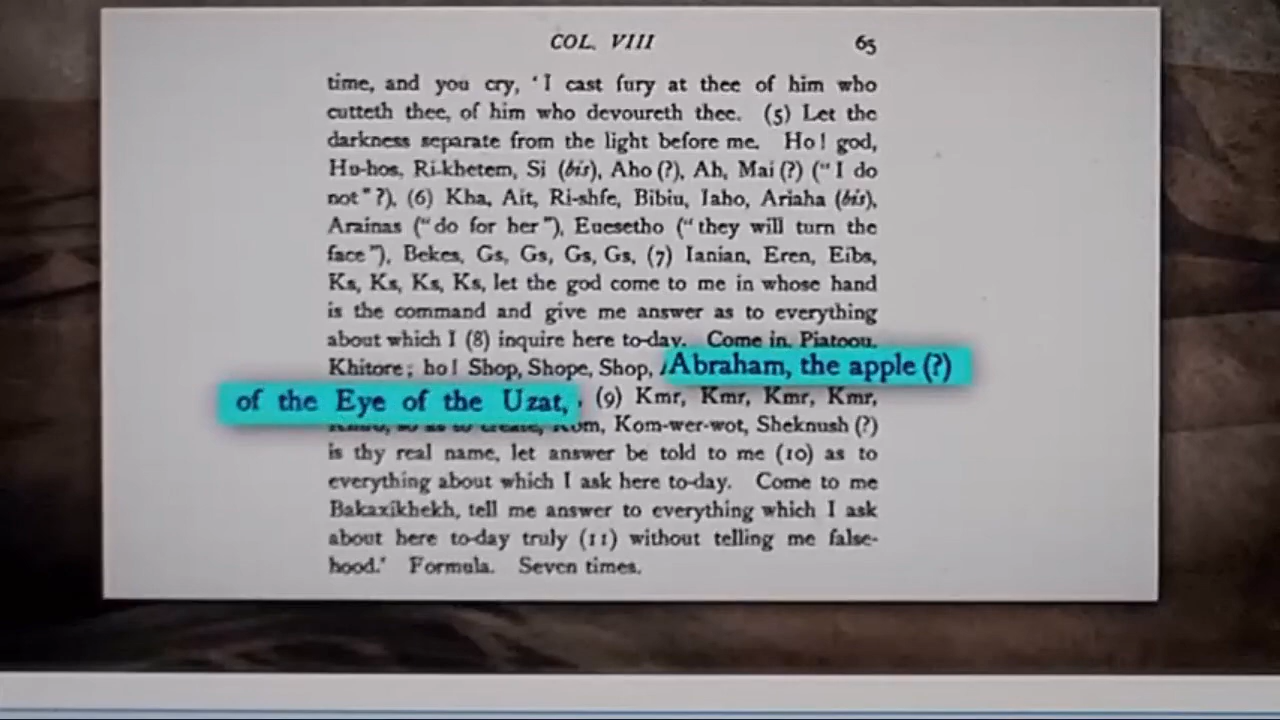 COL. VIII 65
time, and you cry, ‘I cast fury at thee of him who
cutteth thee, of him who devoureth thee. (5) Let the
darkness separate from the light before me. Ho! god,
Hu-hos, Ri-khetem, Si (bis), Aho (?), Ah, Mai (?) (“I do
not” ?), (6) Kha, Ait, Ri-shfe, Bibiu, Iaho, Ariaha (bis),
Arainas (“do for her”), Euesetho (“they will turn the
face”), Bekes, Gs, Gs, Gs, Gs, (7) Ianian, Eren, Eibs,
Ks, Ks, Ks, Ks, let the god come to me in whose hand
is the command and give me answer as to everything
about which I (8) inquire here to-day. Come in, Piatoou,
Khitore; ho! Shop, Shope, Shop, Abraham, the apple (?)
of the Eye of the Uzat, (9) Kmr, Kmr, Kmr, Kmr,
so as to create, Kom, Kom-wer-wot, Sheknush (?)
is thy real name, let answer be told to me (10) as to
everything about which I ask here to-day. Come to me
Bakaxikhekh, tell me answer to everything which I ask
about here to-day truly (11) without telling me false-
hood.’ Formula. Seven times.